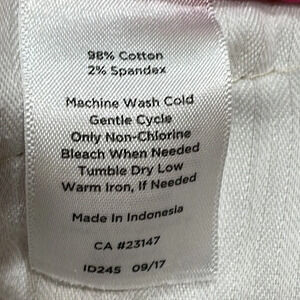 98% Cotton
2% Spandex
Machine Wash Cold
Gentle Cycle
Only Non-Chlorine
Bleach When Needed
Tumble Dry Low
Warm Iron, If Needed
Made In Indonesia
CA #23147
ID245 09/17